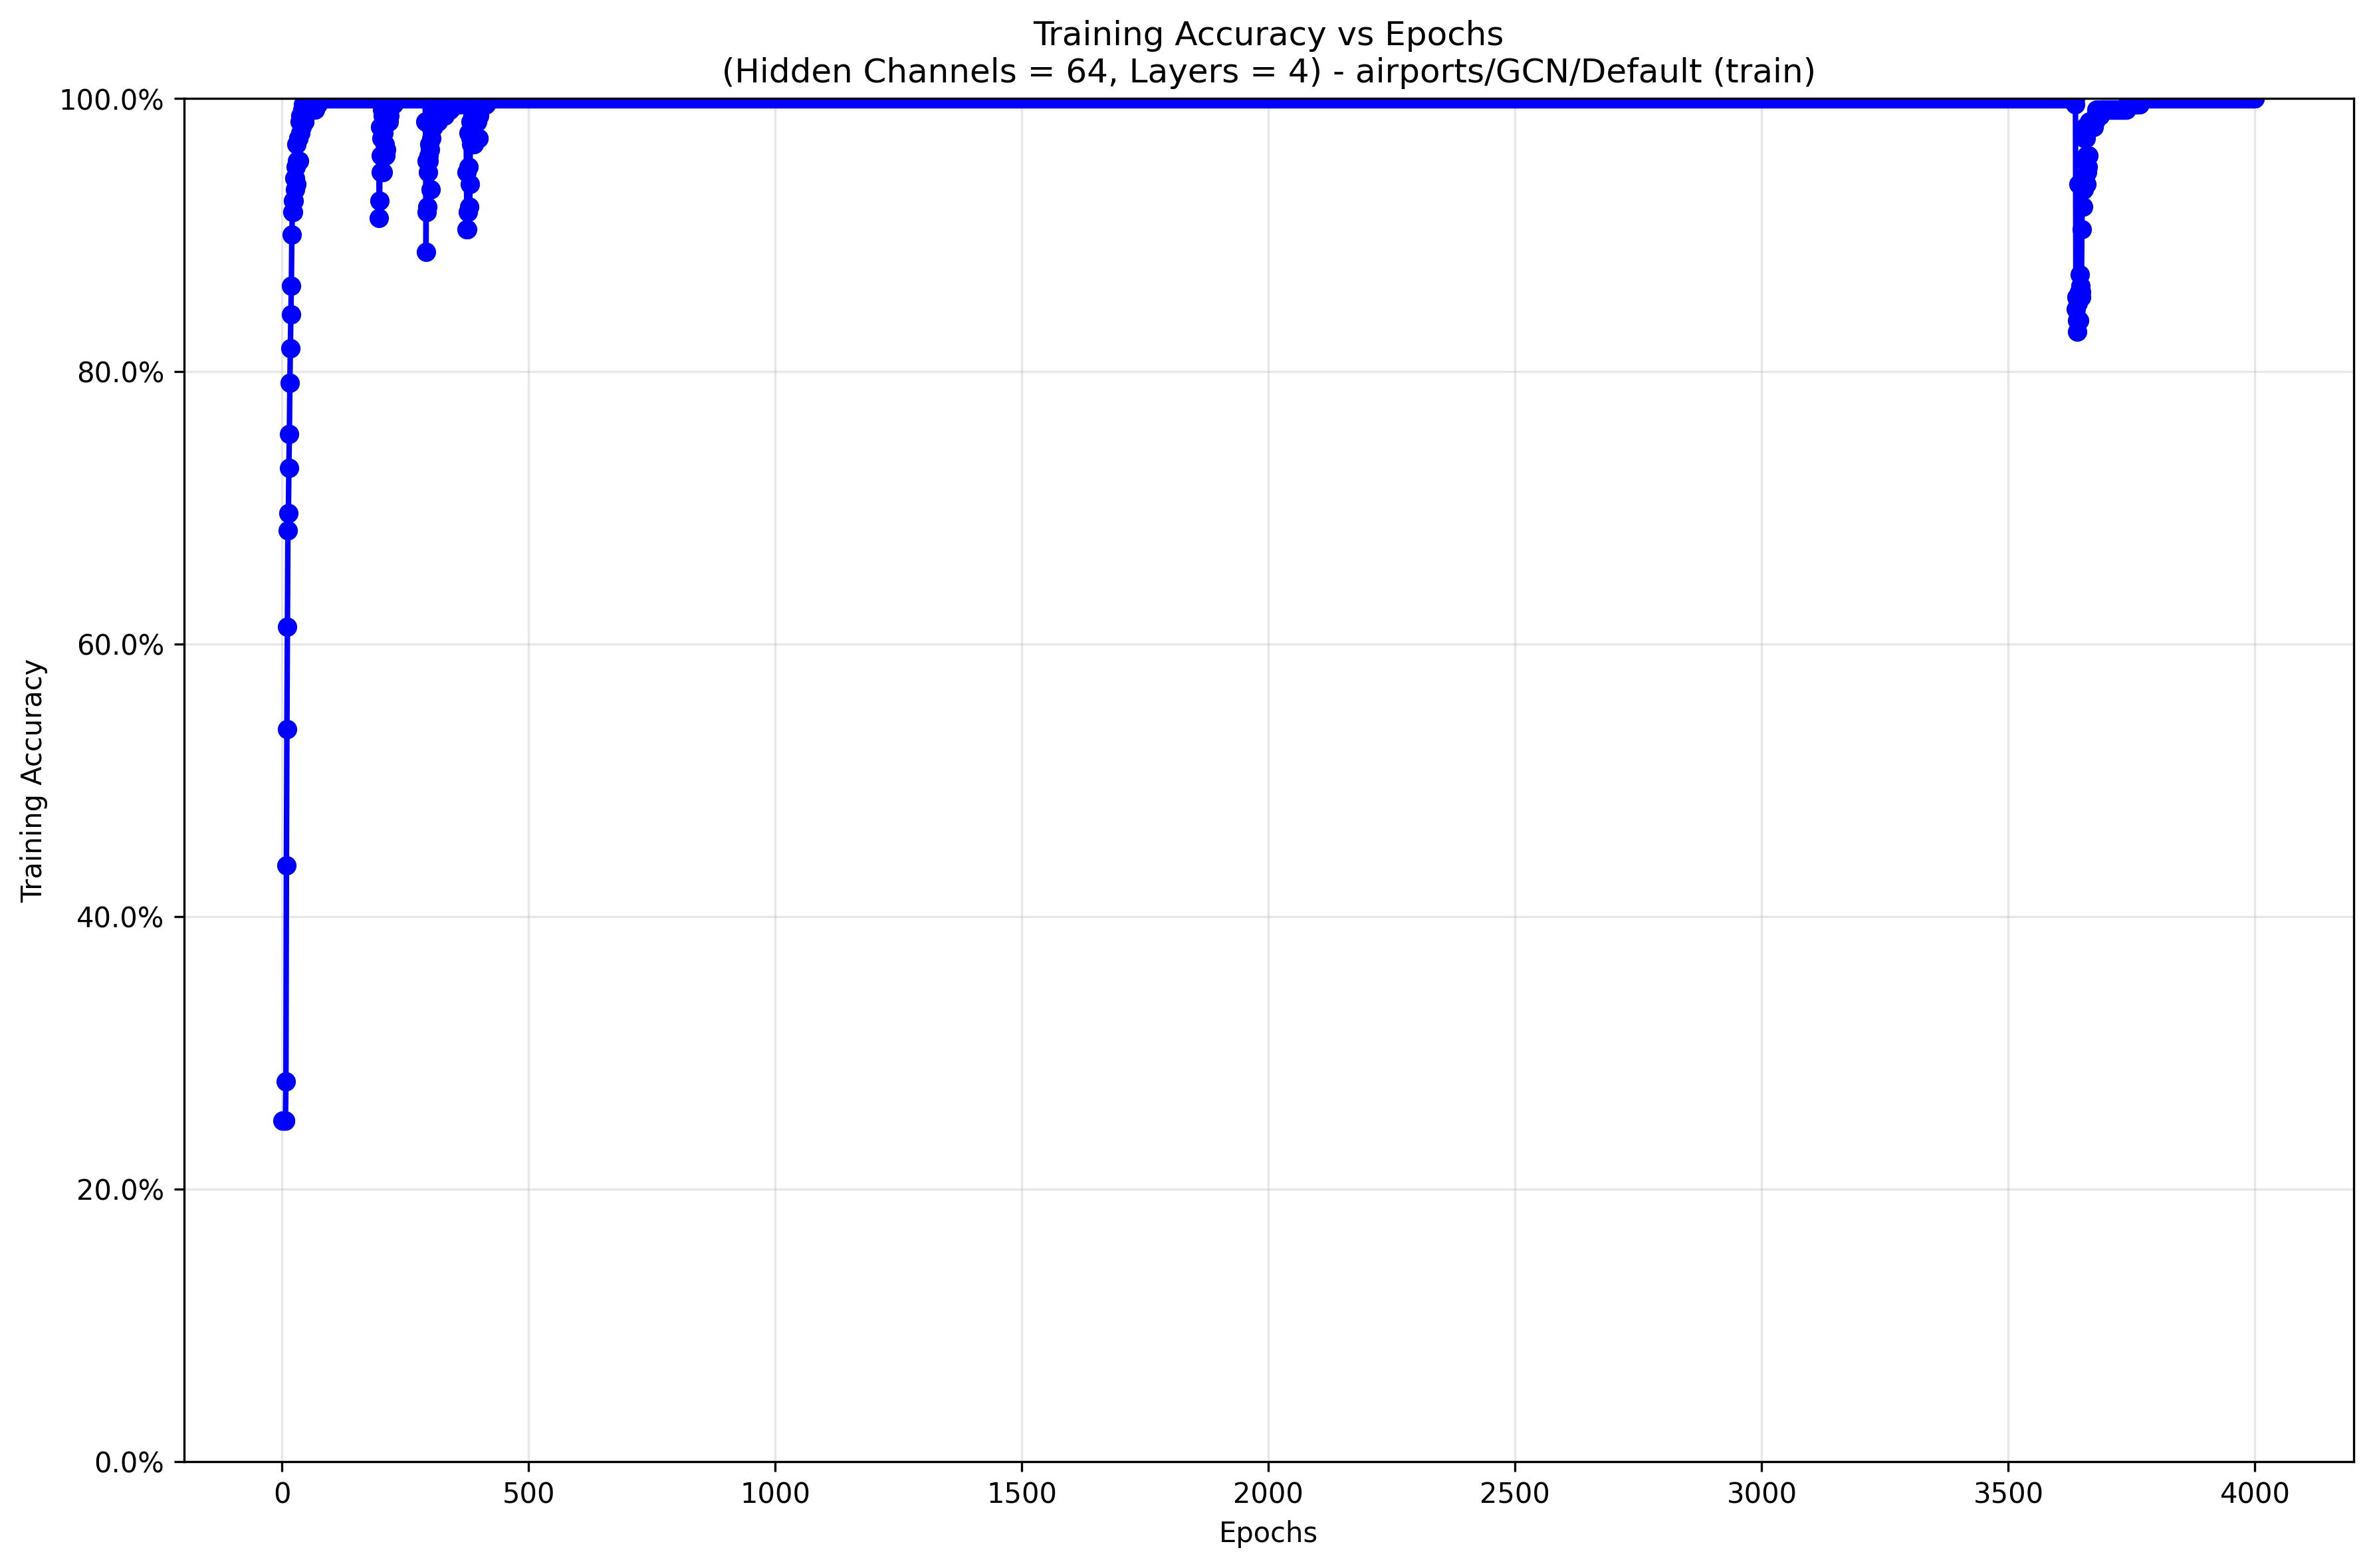 Training Accuracy vs Epochs
(Hidden Channels = 64, Layers = 4) - airports/GCN/Default (train)
100.0%
80.0%
60.0%
40.0%
20.0%
0.0%
Training Accuracy
0 500 1000 1500 2000 2500 3000 3500 4000
Epochs